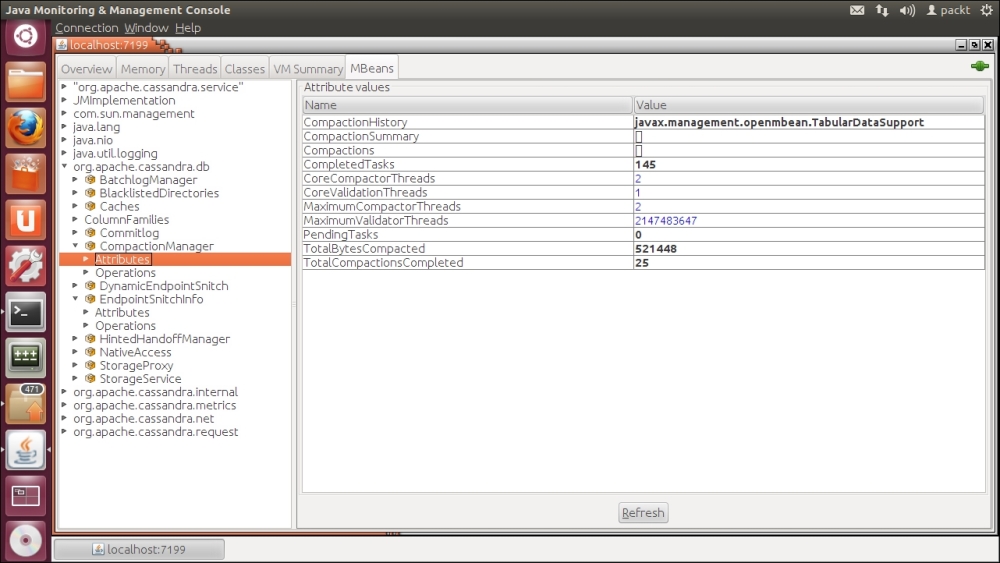 Java Monitoring & Management Console
packt
Connection Window Help
localhost:7199
Overview Memory Threads Classes VM Summary MBeans
"org.apache.cassandra.service"
JMImplementation
com.sun.management
java.lang
java.nio
java.util.logging
org.apache.cassandra.db
BatchlogManager
BlacklistedDirectories
Caches
ColumnFamilies
Commitlog
CompactionManager
Attributes
Operations
DynamicEndpointSnitch
EndpointSnitchInfo
Attributes
Operations
HintedHandoffManager
NativeAccess
StorageProxy
StorageService
org.apache.cassandra.internal
org.apache.cassandra.metrics
org.apache.cassandra.net
org.apache.cassandra.request
Attribute values
Name Value
CompactionHistory javax.management.openmbean.TabularDataSupport
CompactionSummary []
Compactions []
CompletedTasks 145
CoreCompactorThreads 2
CoreValidationThreads 1
MaximumCompactorThreads 2
MaximumValidatorThreads 2147483647
PendingTasks 0
TotalBytesCompacted 521448
TotalCompactionsCompleted 25
Refresh
471
localhost:7199